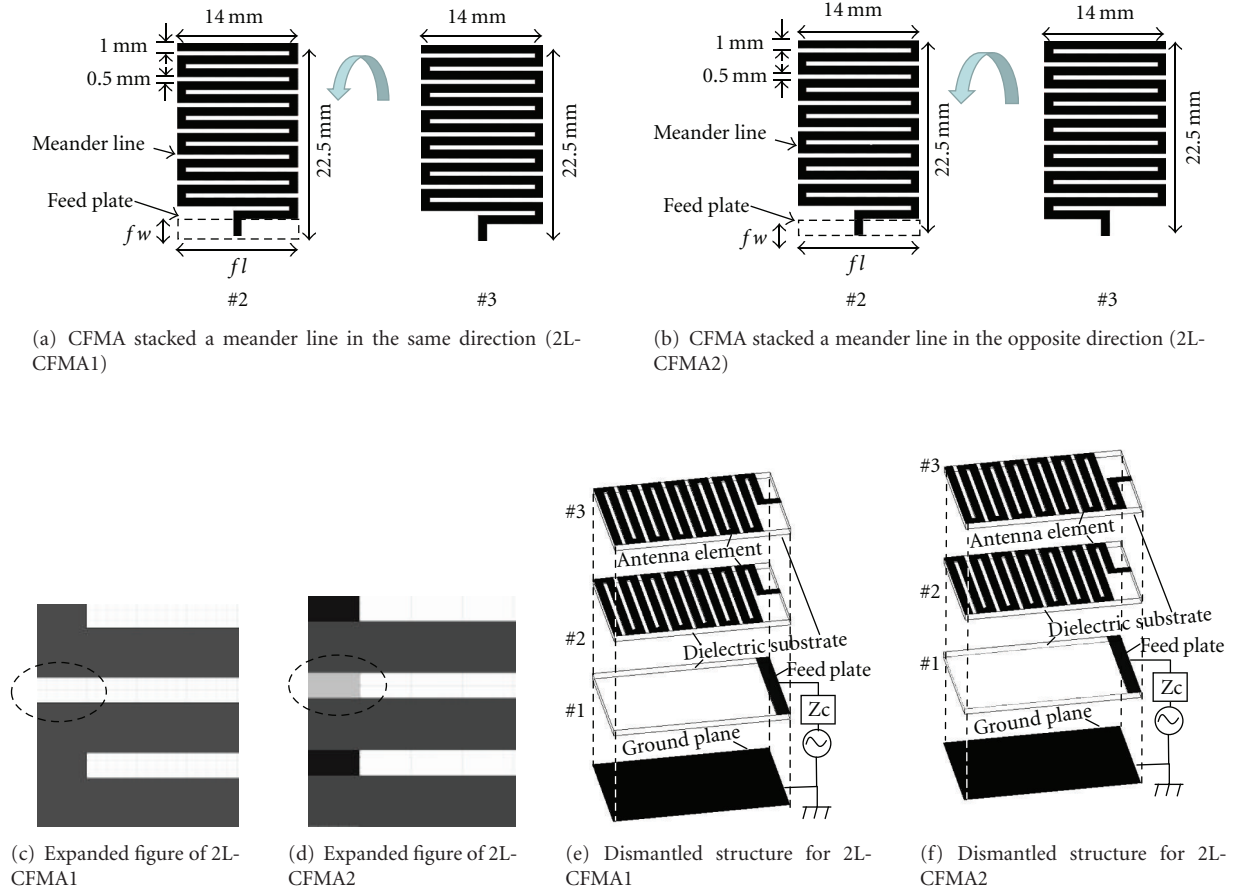 14 mm
14 mm
1 mm
0.5 mm
Meander line
22.5 mm
22.5 mm
Feed plate
fw
fl
#2
#3
(a) CFMA stacked a meander line in the same direction (2L-
CFMA1)
14 mm
14 mm
1 mm
0.5 mm
Meander line
22.5 mm
22.5 mm
Feed plate
fw
fl
#2
#3
(b) CFMA stacked a meander line in the opposite direction (2L-
CFMA2)
(c) Expanded figure of 2L-
CFMA1
(d) Expanded figure of 2L-
CFMA2
#3
Antenna element
#2
Dielectric substrate
Feed plate
#1
Zc
Ground plane
(e) Dismantled structure for 2L-
CFMA1
#3
Antenna element
#2
Dielectric substrate
Feed plate
#1
Zc
Ground plane
(f) Dismantled structure for 2L-
CFMA2